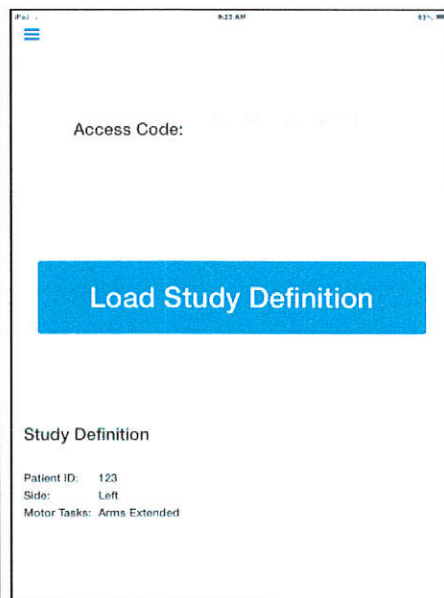 iPad
9:23 AM
93%
Access Code:
Load Study Definition
Study Definition
Patient ID: 123
Side: Left
Motor Tasks: Arms Extended